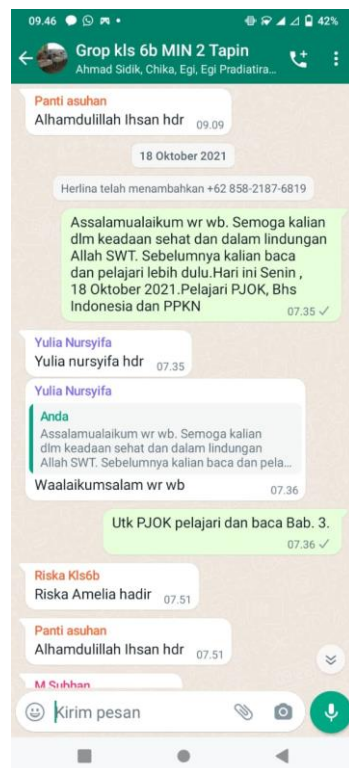 09.46
42%
Grop kls 6b MIN 2 Tapin
Ahmad Sidik, Chika, Egi, Egi Pradiatira...
Panti asuhan
Alhamdulillah Ihsan hdr 09.09
18 Oktober 2021
Herlina telah menambahkan +62 858-2187-6819
Assalamualaikum wr wb. Semoga kalian
dlm keadaan sehat dan dalam lindungan
Allah SWT. Sebelumnya kalian baca
dan pelajari lebih dulu.Hari ini Senin ,
18 Oktober 2021.Pelajari PJOK, Bhs
Indonesia dan PPKN 07.35
Yulia Nursyifa
Yulia nursyifa hdr 07.35
Yulia Nursyifa
Anda
Assalamualaikum wr wb. Semoga kalian
dlm keadaan sehat dan dalam lindungan
Allah SWT. Sebelumnya kalian baca dan pela...
Waalaikumsalam wr wb 07.36
Utk PJOK pelajari dan baca Bab. 3.
07.36
Riska Kls6b
Riska Amelia hadir 07.51
Panti asuhan
Alhamdulillah Ihsan hdr 07.51
M Subhan
Kirim pesan